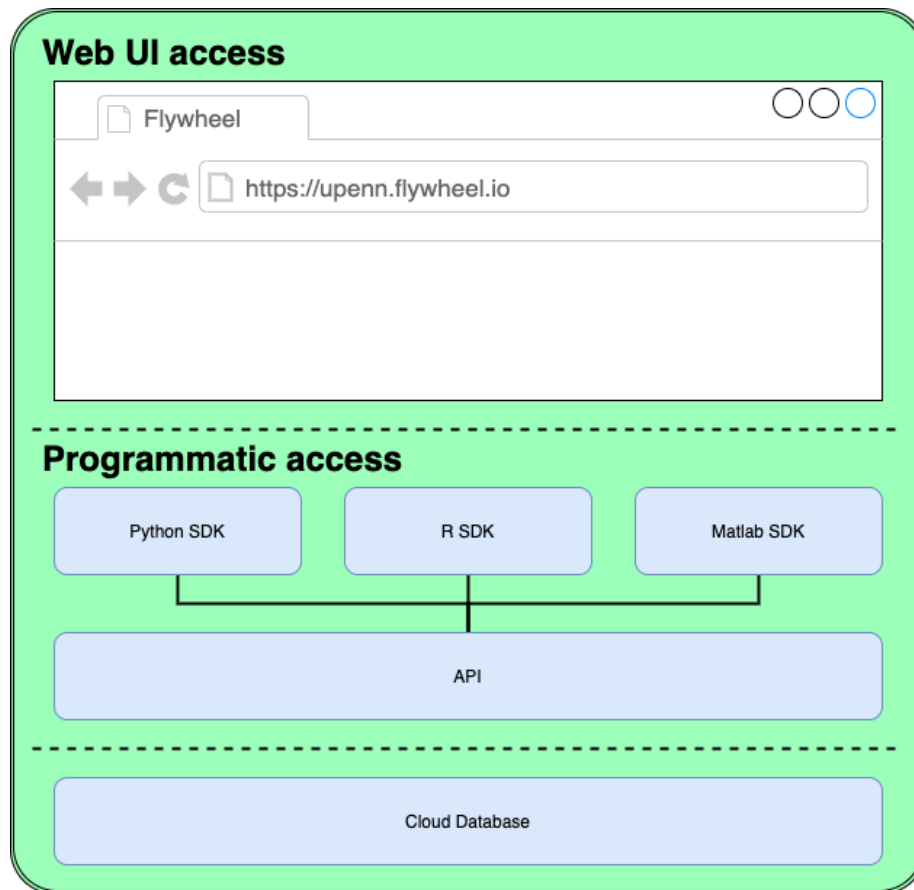 Web UI access
Flywheel
https://upenn.flywheel.io
Programmatic access
Python SDK
R SDK
Matlab SDK
API
Cloud Database